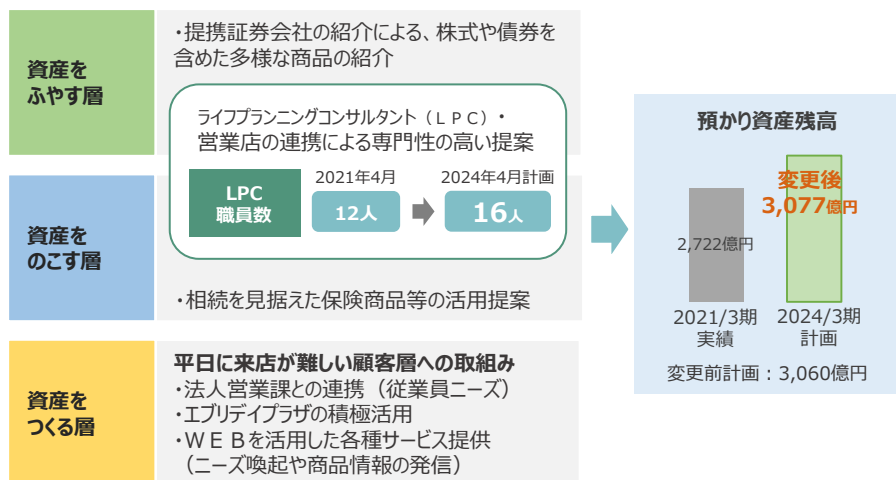 資産を
ふやす層
・提携証券会社の紹介による、株式や債券を
含めた多様な商品の紹介
ライフプランニングコンサルタント（ＬＰＣ）・
営業店の連携による専門性の高い提案
LPC
職員数
2021年4月
12人
2024年4月計画
16人
資産を
のこす層
・相続を見据えた保険商品等の活用提案
資産を
つくる層
平日に来店が難しい顧客層への取組み
・法人営業課との連携（従業員ニーズ）
・エブリデイプラザの積極活用
・ＷＥＢを活用した各種サービス提供
（ニーズ喚起や商品情報の発信）
預かり資産残高
2,722億円
変更後
3,077億円
2021/3期
実績
2024/3期
計画
変更前計画：3,060億円